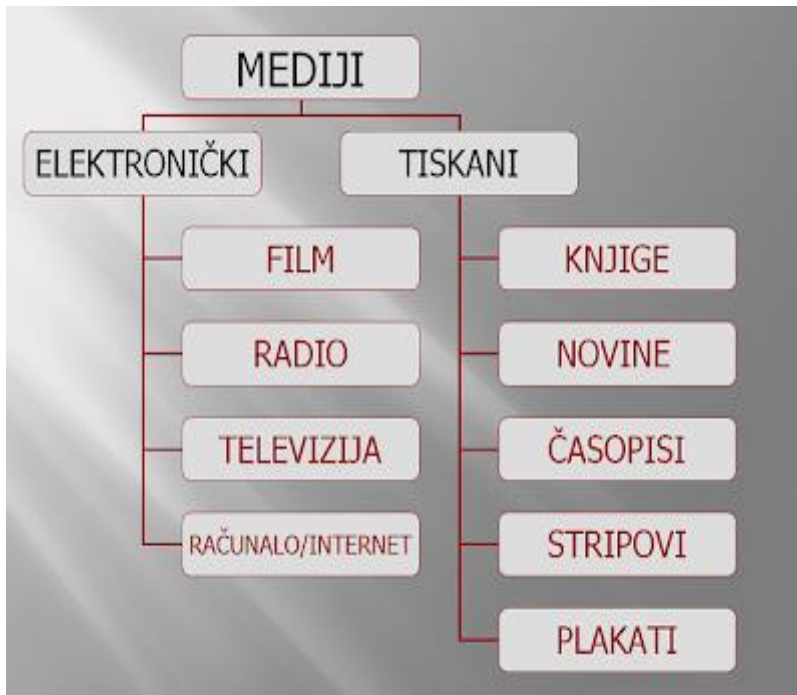 MEDIJI
ELEKTRONIČKI
TISKANI
FILM
KNJIGE
RADIO
NOVINE
TELEVIZIJA
ČASOPISI
RAČUNALO/INTERNET
STRIPOVI
PLAKATI